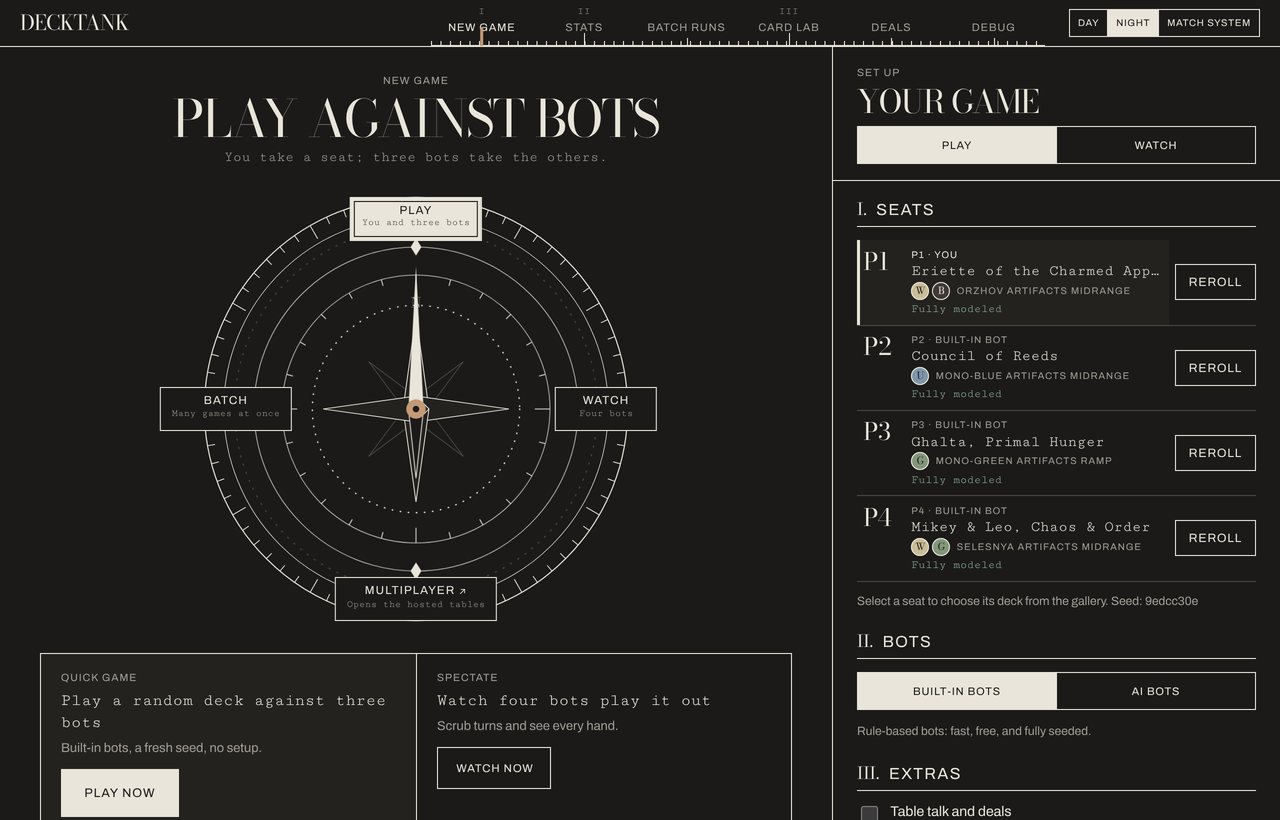 DECKTANK
I
II
III
NEW GAME
STATS
BATCH RUNS
CARD LAB
DEALS
DEBUG
DAY
NIGHT
MATCH SYSTEM
NEW GAME
PLAY AGAINST BOTS
You take a seat; three bots take the others.
PLAY
You and three bots
BATCH
Many games at once
WATCH
Four bots
MULTIPLAYER ↗
Opens the hosted tables
QUICK GAME
Play a random deck against three
bots
Built-in bots, a fresh seed, no setup.
PLAY NOW
SPECTATE
Watch four bots play it out
Scrub turns and see every hand.
WATCH NOW
SET UP
YOUR GAME
PLAY
WATCH
I. SEATS
P1
P1 · YOU
Eriette of the Charmed App…
W B ORZHOV ARTIFACTS MIDRANGE
Fully modeled
REROLL
P2
P2 · BUILT-IN BOT
Council of Reeds
U MONO-BLUE ARTIFACTS MIDRANGE
Fully modeled
REROLL
P3
P3 · BUILT-IN BOT
Ghalta, Primal Hunger
G MONO-GREEN ARTIFACTS RAMP
Fully modeled
REROLL
P4
P4 · BUILT-IN BOT
Mikey & Leo, Chaos & Order
W G SELESNYA ARTIFACTS MIDRANGE
Fully modeled
REROLL
Select a seat to choose its deck from the gallery. Seed: 9edcc30e
II. BOTS
BUILT-IN BOTS
AI BOTS
Rule-based bots: fast, free, and fully seeded.
III. EXTRAS
Table talk and deals